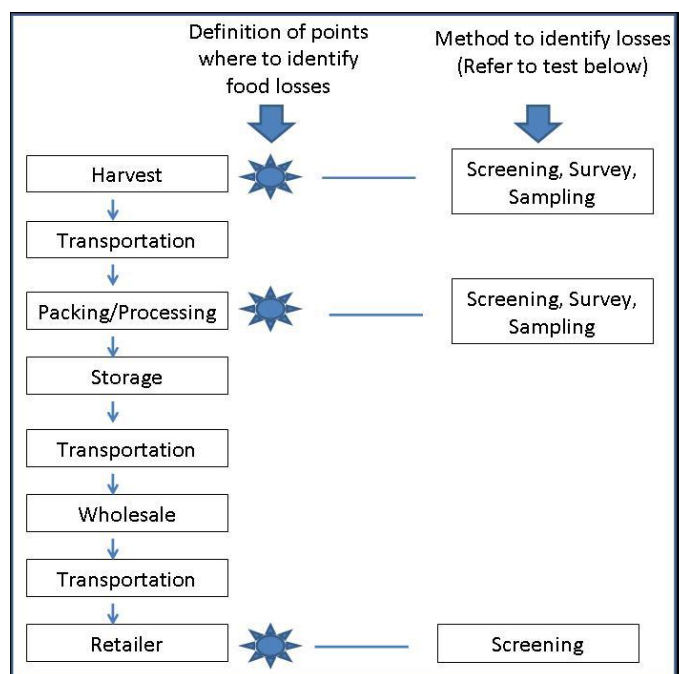 Definition of points
where to identify
food losses
Method to identify losses
(Refer to test below)
Harvest
Screening, Survey,
Sampling
Transportation
Packing/Processing
Screening, Survey,
Sampling
Storage
Transportation
Wholesale
Transportation
Retailer
Screening